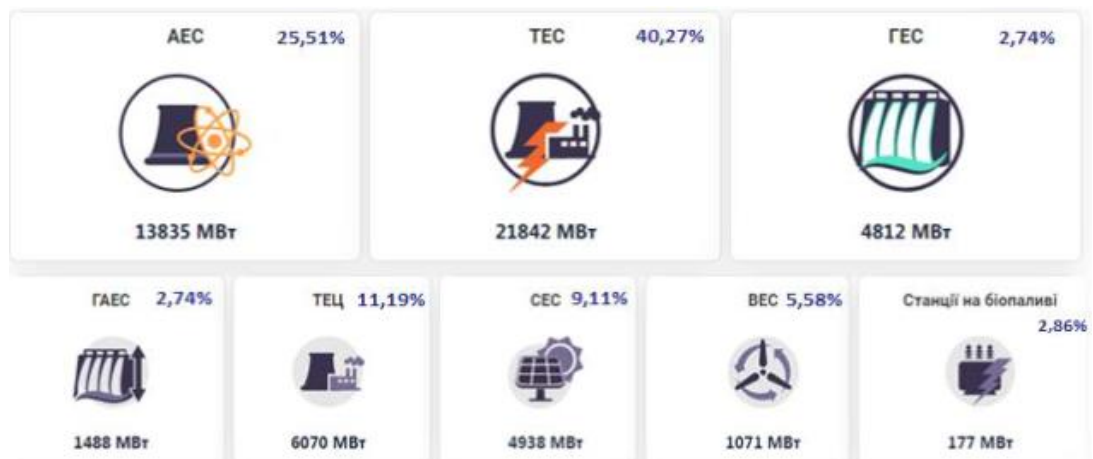 АЕС 25,51%
ТЕС 40,27%
ГЕС 2,74%
13835 МВт
21842 МВт
4812 МВт
ГАЕС 2,74%
ТЕЦ 11,19%
СЕС 9,11%
ВЕС 5,58%
Станції на біопаливі
2,86%
1488 МВт
6070 МВт
4938 МВт
1071 МВт
177 МВт